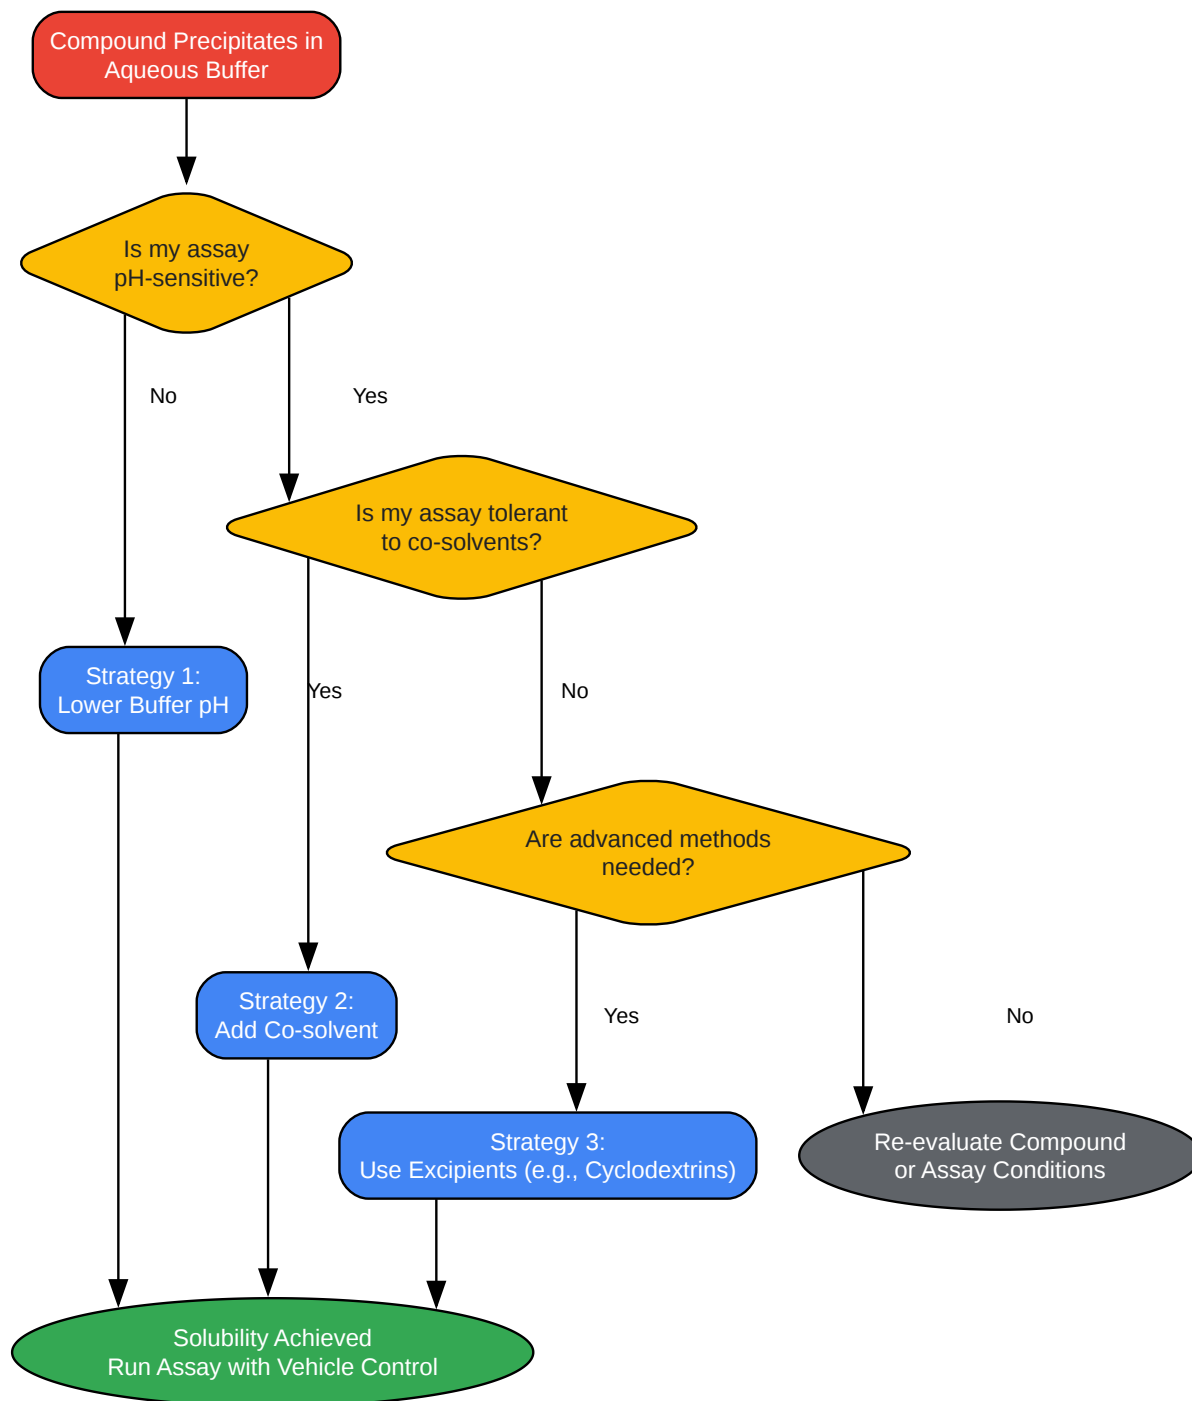 Compound Precipitates in
Aqueous Buffer
Is my assay
pH-sensitive?
No
Yes
Is my assay tolerant
to co-solvents?
Strategy 1:
Lower Buffer pH
Yes
No
Are advanced methods
needed?
Strategy 2:
Add Co-solvent
Yes
No
Strategy 3:
Use Excipients (e.g., Cyclodextrins)
Re-evaluate Compound
or Assay Conditions
Solubility Achieved
Run Assay with Vehicle Control